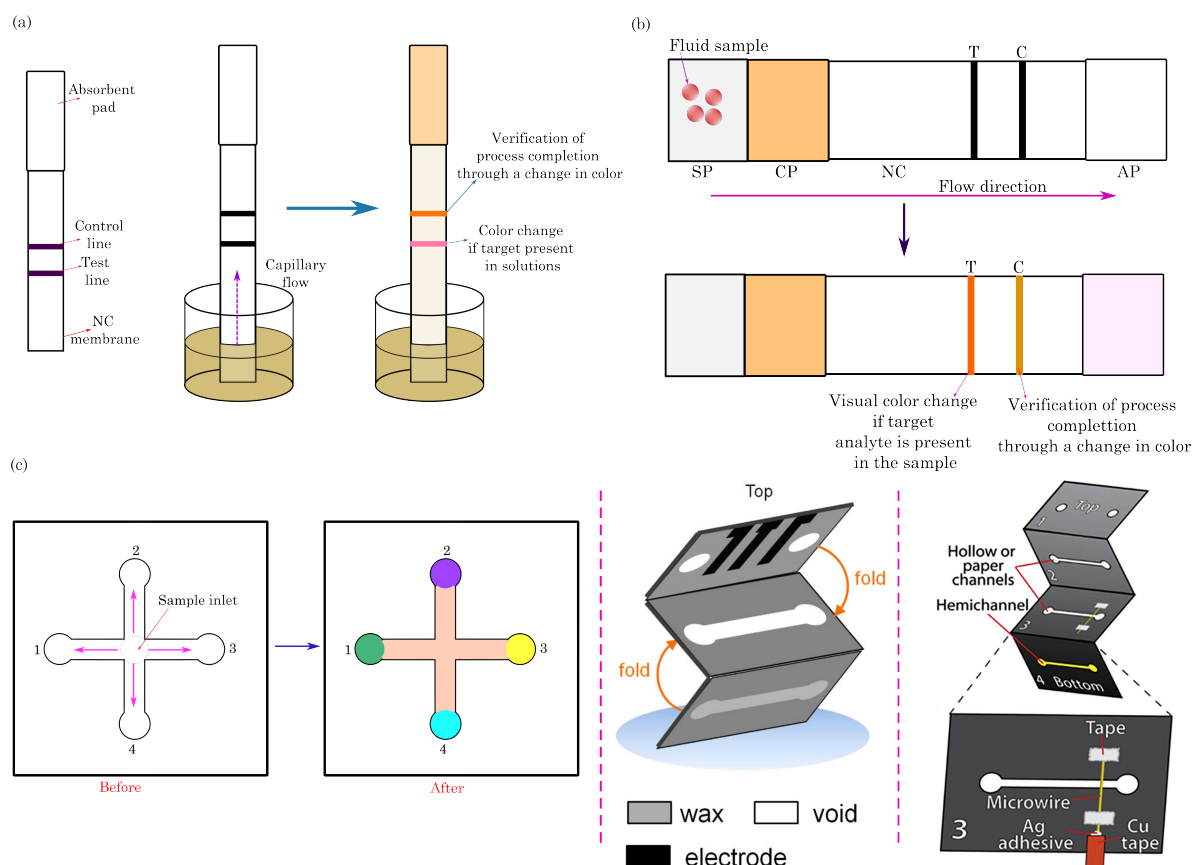 (a)
Absorbent
pad
Control
line
Test
line
NC
membrane
Capillary
flow
Verification of
process completion
through a change in color
Color change
if target present
in solutions
(b)
Fluid sample
T
C
SP
CP
NC
AP
Flow direction
T
C
Visual color change
if target
analyte is present
in the sample
Verification of process
complettion
through a change in color
(c)
2
Sample inlet
1
3
4
Before
2
1
3
4
After
Top
fold
fold
wax
void
electrode
Top
1
Hollow or
paper
channels
2
Hemichannel
3
4 Bottom
Tape
Microwire
3
Ag
adhesive
Cu
tape